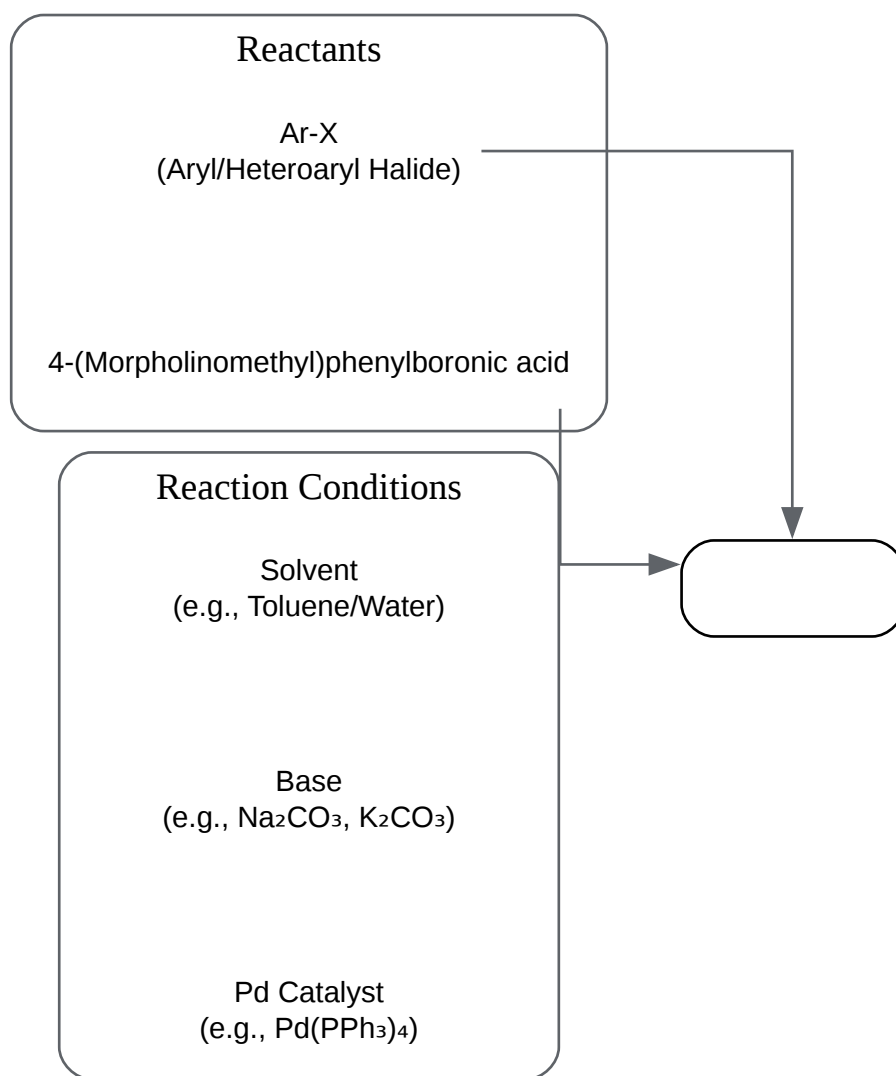 Reactants
Ar-X
(Aryl/Heteroaryl Halide)
4-(Morpholinomethyl)phenylboronic acid
Reaction Conditions
Solvent
(e.g., Toluene/Water)
Base
(e.g., Na₂CO₃, K₂CO₃)
Pd Catalyst
(e.g., Pd(PPh₃)₄)